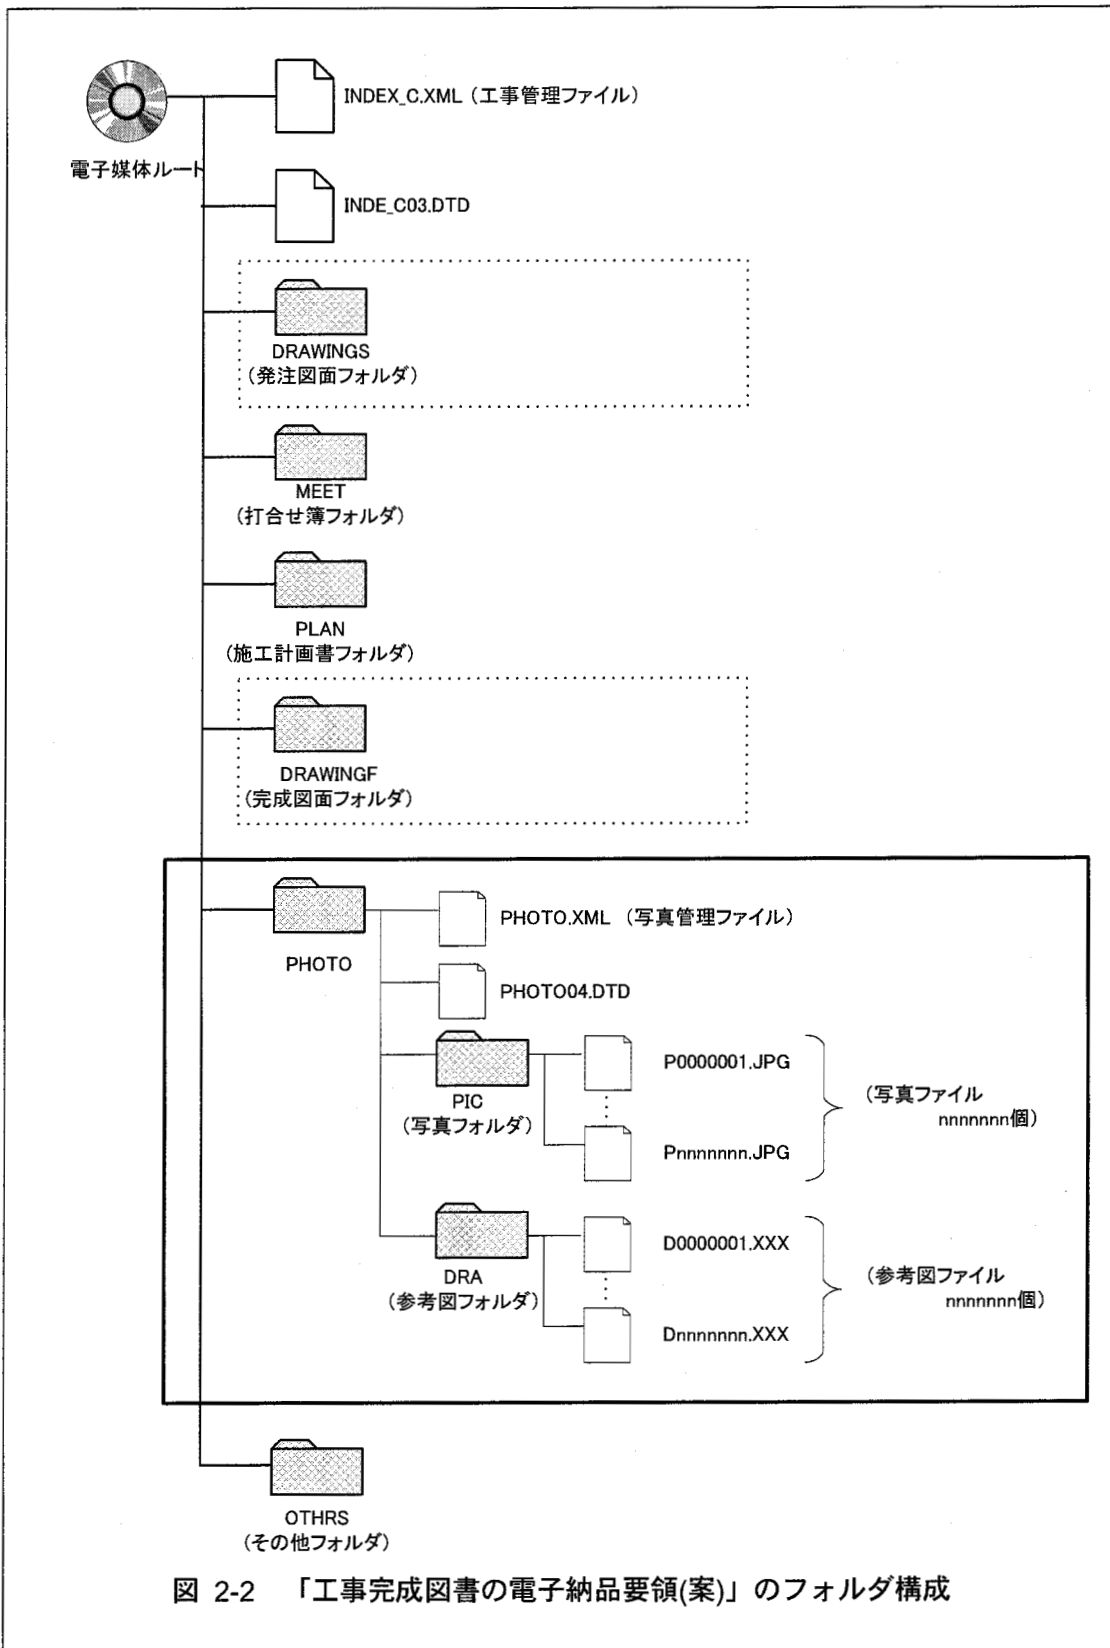 INDEX_C.XML (工事管理ファイル)
電子媒体ルート
INDE_C03.DTD
DRAWINGS
(発注図面フォルダ)
MEET
(打合せ簿フォルダ)
PLAN
(施工計画書フォルダ)
DRAWINGF
(完成図面フォルダ)
PHOTO
PHOTO.XML (写真管理ファイル)
PHOTO04.DTD
PIC
(写真フォルダ)
P0000001.JPG
Pnnnnnnn.JPG
(写真ファイル
nnnnnnn個)
DRA
(参考図フォルダ)
D0000001.XXX
Dnnnnnnn.XXX
(参考図ファイル
nnnnnnn個)
OTHRS
(その他フォルダ)
図 2-2 「工事完成図書の電子納品要領(案)」のフォルダ構成